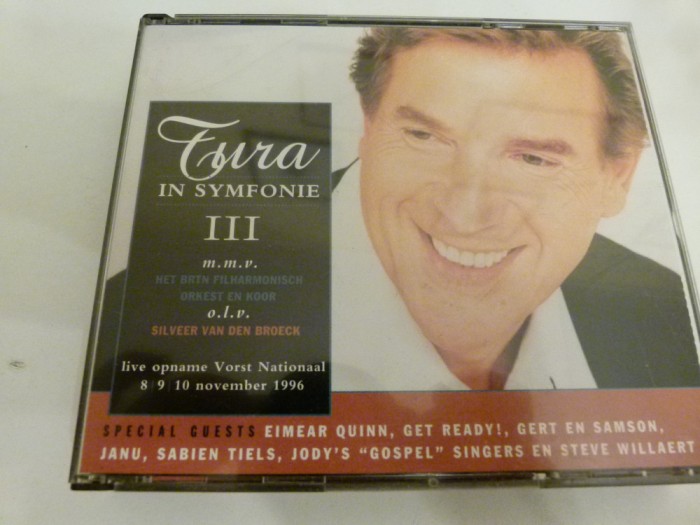 Tura
IN SYMFONIE
III
m.m.v.
HET BRTN FILHARMONISCH
ORKEST EN KOOR
o.l.v.
SILVEER VAN DEN BROECK
live opname Vorst Nationaal
8|9|10 november 1996
SPECIAL GUESTS EIMEAR QUINN, GET READY!, GERT EN SAMSON,
JANU, SABIEN TIELS, JODY'S "GOSPEL" SINGERS EN STEVE WILLAERT